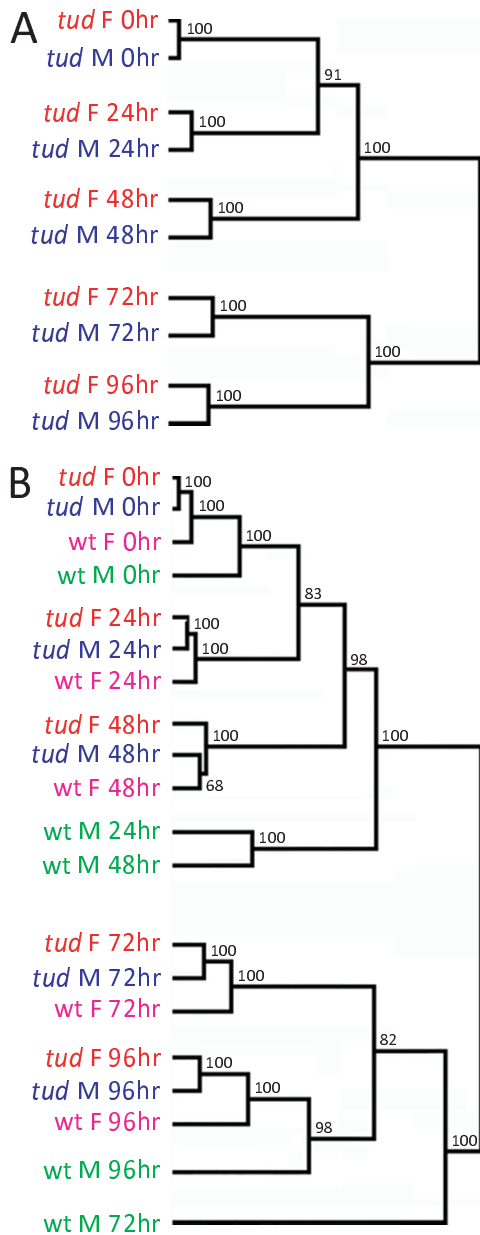 A
tud F 0hr
100
tud M 0hr
91
tud F 24hr
100
tud M 24hr
100
tud F 48hr
100
tud M 48hr
tud F 72hr
100
tud M 72hr
100
tud F 96hr
100
tud M 96hr
B
tud F 0hr
100
tud M 0hr
100
wt F 0hr
100
wt M 0hr
83
tud F 24hr
100
tud M 24hr
100
wt F 24hr
98
tud F 48hr
100
100
tud M 48hr
wt F 48hr
68
wt M 24hr
100
wt M 48hr
tud F 72hr
100
tud M 72hr
100
wt F 72hr
82
tud F 96hr
100
tud M 96hr
100
wt F 96hr
98
100
wt M 96hr
wt M 72hr